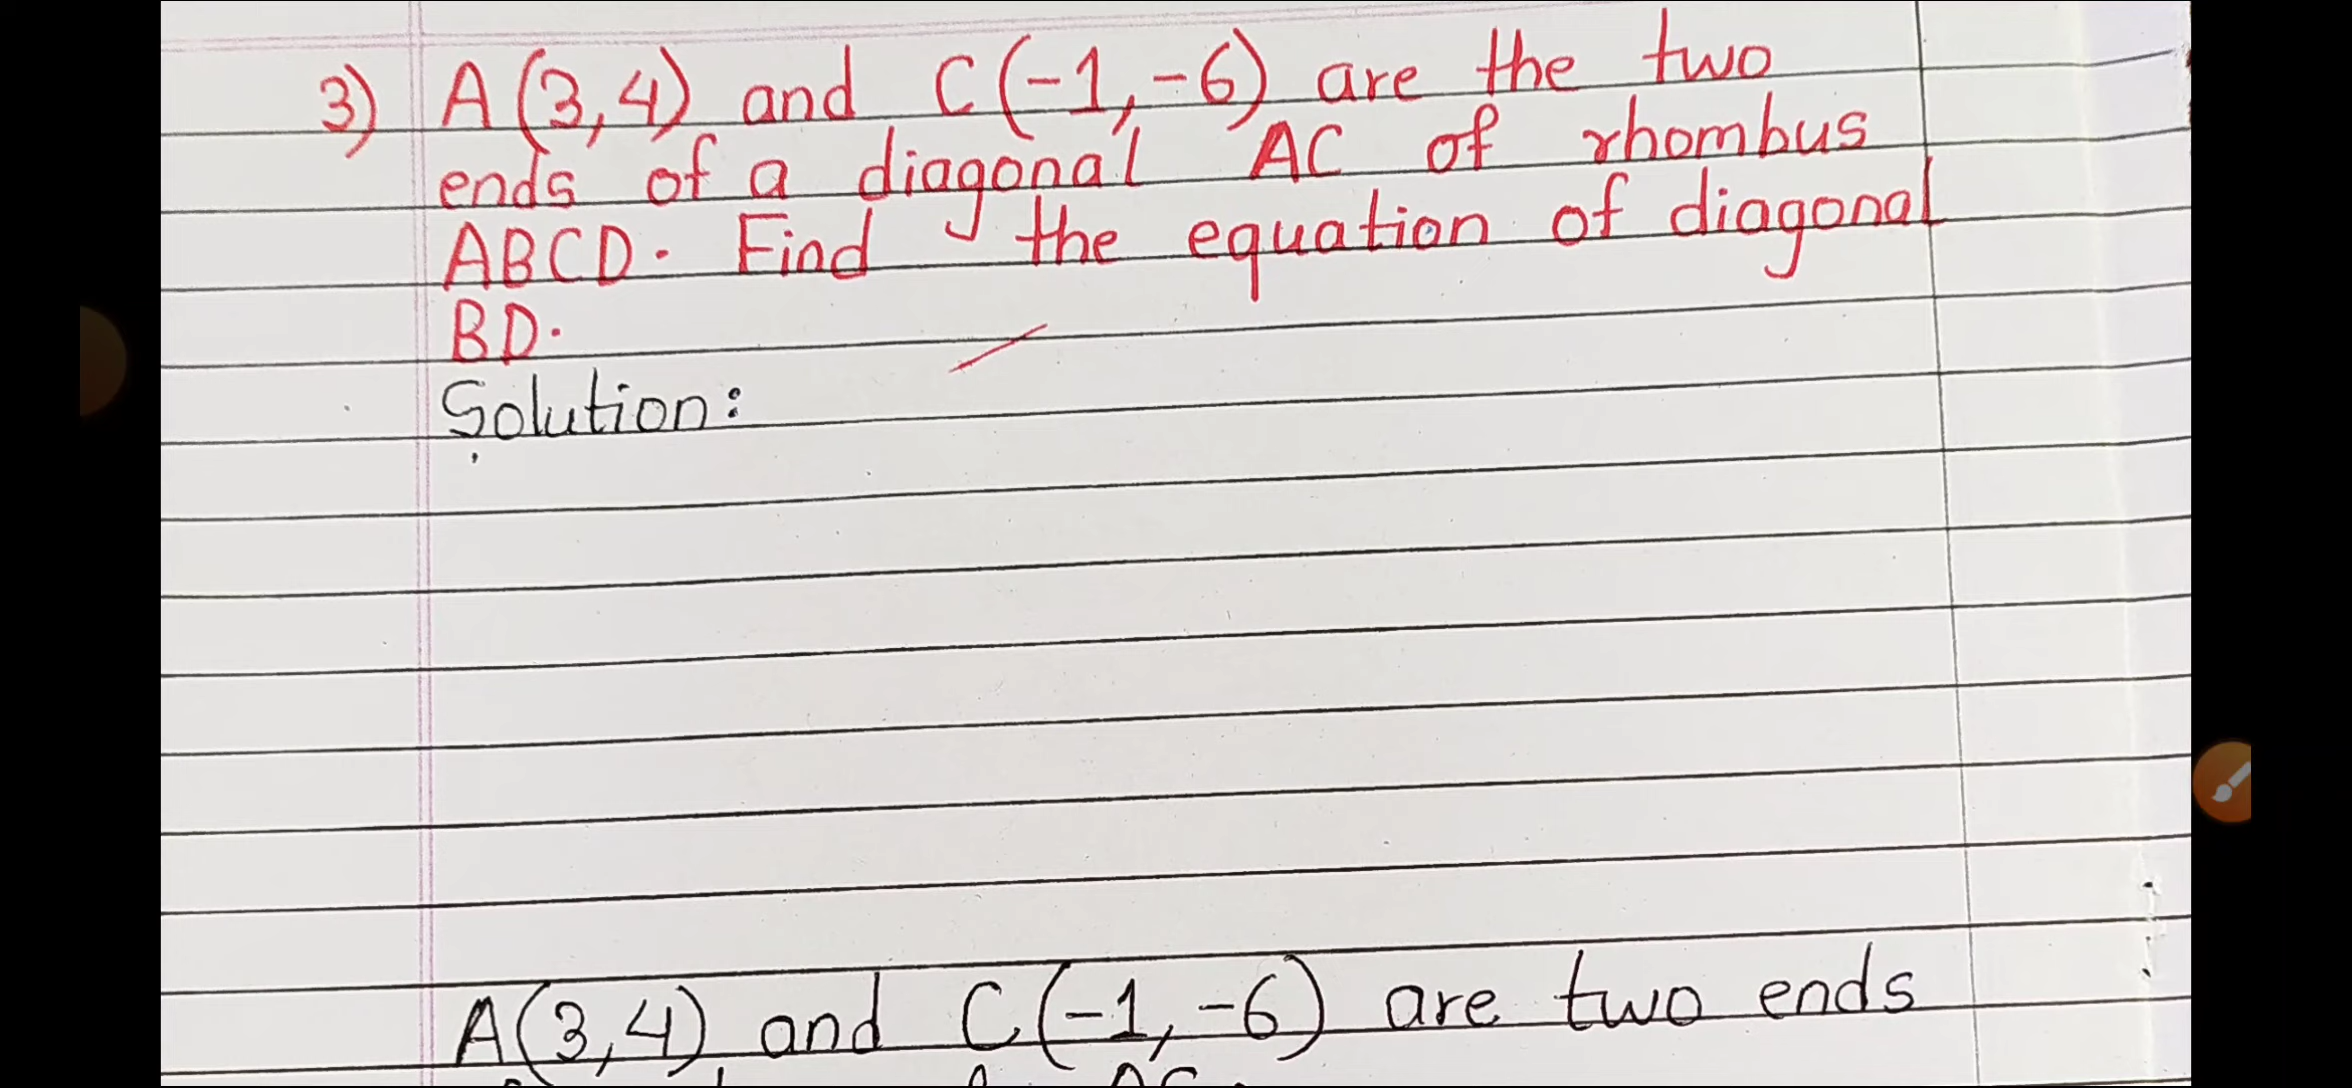 3) A(3,4) and C(-1,-6) are the two
ends of a diagonal AC of rhombus
ABCD. Find the equation of diagonal
BD.
Solution:
A(3,4) and C(-1,-6) are two ends